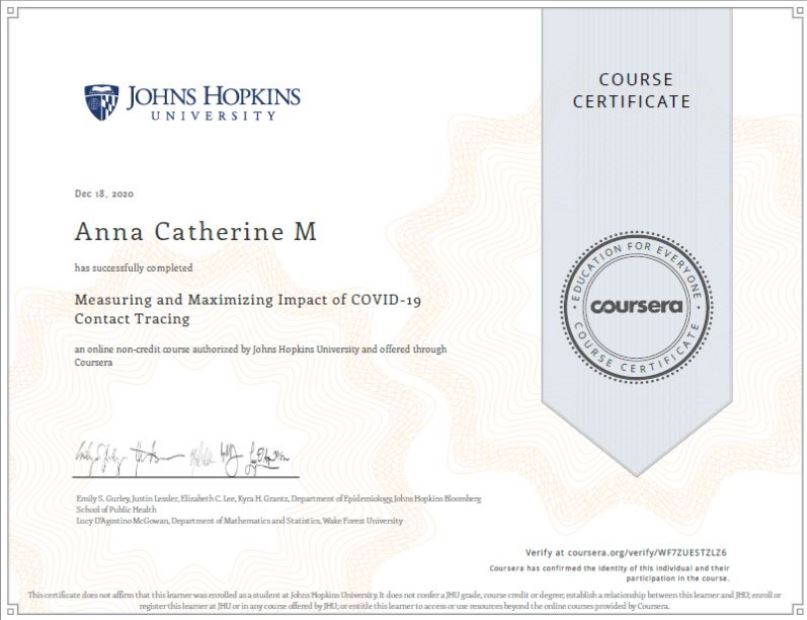 JOHNS HOPKINS
UNIVERSITY
COURSE
CERTIFICATE
Dec 18, 2020
Anna Catherine M
has successfully completed
Measuring and Maximizing Impact of COVID-19
Contact Tracing
an online non-credit course authorized by Johns Hopkins University and offered through
Coursera
EDUCATION FOR EVERYONE
coursera
COURSE CERTIFICATE
Emily S. Gurley, Justin Lessler, Elizabeth C. Lee, Kyra H. Grantz, Department of Epidemiology, Johns Hopkins Bloomberg
School of Public Health
Lucy D'Agostino McGowan, Department of Mathematics and Statistics, Wake Forest University
Verify at coursera.org/verify/WF7ZUESTZLZ6
Coursera has confirmed the identity of this individual and their
participation in the course.
This certificate does not affirm that this learner was enrolled as a student at Johns Hopkins University. It does not confer a JHU grade, course credit or degree; establish a relationship between this learner and JHU; enroll or
register this learner at JHU or in any course offered by JHU; or entitle this learner to access or use resources beyond the online courses provided by Coursera.